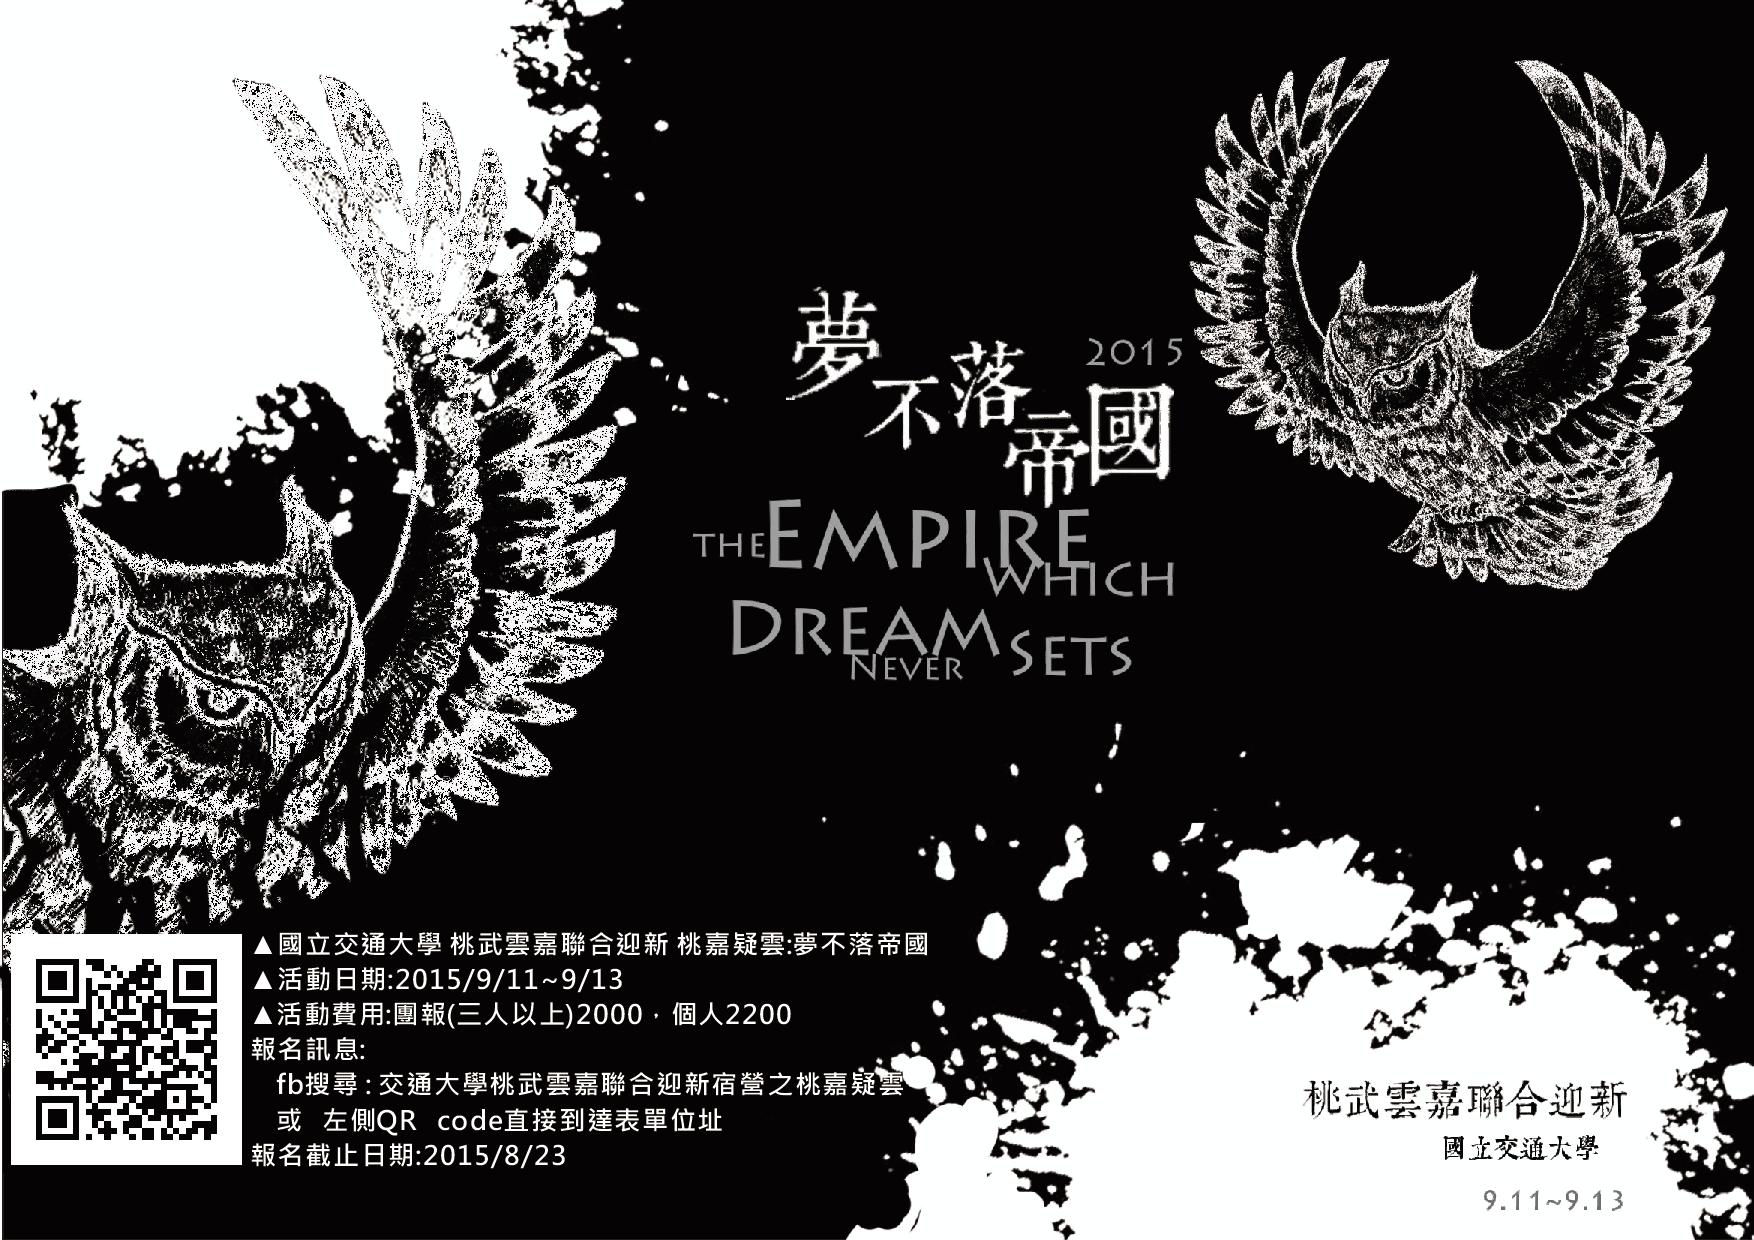 夢不落帝國
2015
THE EMPIRE
WHICH
DREAM
NEVER SETS
▲國立交通大學 桃武雲嘉聯合迎新 桃嘉疑雲:夢不落帝國
▲活動日期:2015/9/11~9/13
▲活動費用:團報(三人以上)2000，個人2200
報名訊息:
fb搜尋:交通大學桃武雲嘉聯合迎新宿營之桃嘉疑雲
或 左側QR code直接到達表單位址
報名截止日期:2015/8/23
桃武雲嘉聯合迎新
國立交通大學
9.11~9.13